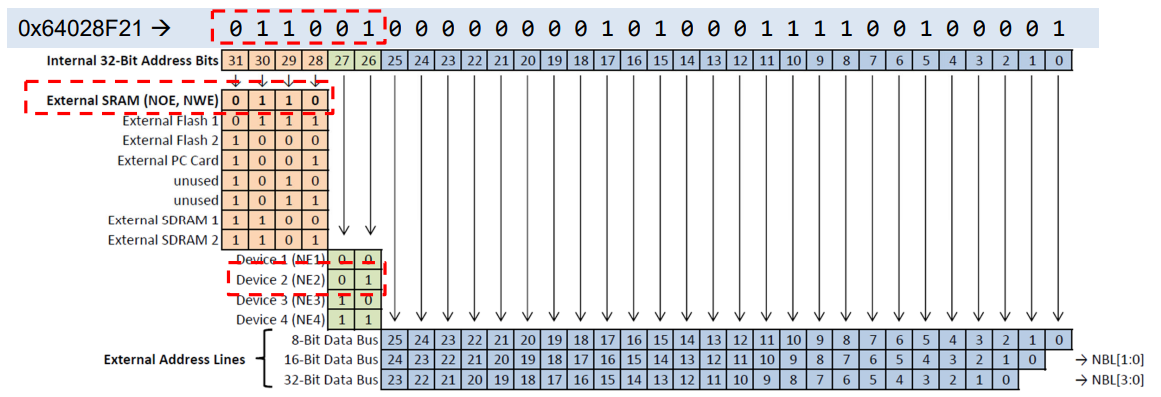 0x64028F21 → 0 1 1 0 0 1 0 0 0 0 0 0 0 0 1 0 1 0 0 0 1 1 1 1 0 0 1 0 0 0 0 1
Internal 32-Bit Address Bits 31 30 29 28 27 26 25 24 23 22 21 20 19 18 17 16 15 14 13 12 11 10 9 8 7 6 5 4 3 2 1 0
External SRAM (NOE, NWE) 0 1 1 0
External Flash 1 0 1 1 1
External Flash 2 1 0 0 0
External PC Card 1 0 0 1
unused 1 0 1 0
unused 1 0 1 1
External SDRAM 1 1 1 0 0
External SDRAM 2 1 1 0 1
Device 1 (NE1) 0 0
Device 2 (NE2) 0 1
Device 3 (NE3) 1 0
Device 4 (NE4) 1 1
8-Bit Data Bus 25 24 23 22 21 20 19 18 17 16 15 14 13 12 11 10 9 8 7 6 5 4 3 2 1 0
External Address Lines 16-Bit Data Bus 24 23 22 21 20 19 18 17 16 15 14 13 12 11 10 9 8 7 6 5 4 3 2 1 0 → NBL[1:0]
32-Bit Data Bus 23 22 21 20 19 18 17 16 15 14 13 12 11 10 9 8 7 6 5 4 3 2 1 0 → NBL[3:0]